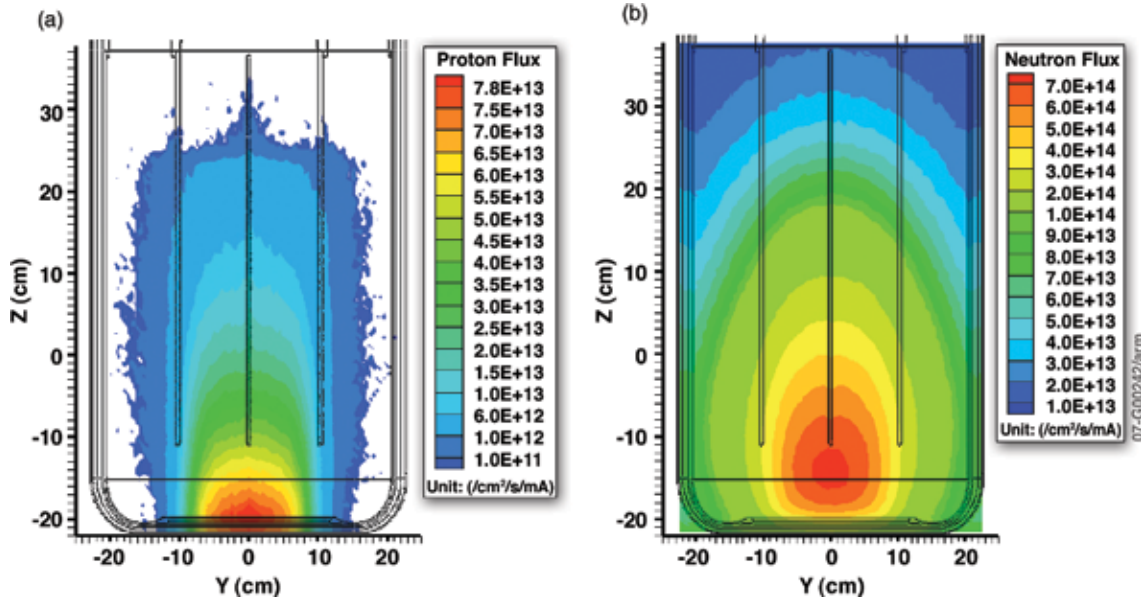 (a)
Z (cm)
30
20
10
0
-10
-20
-20
-10
0
10
20
Y (cm)
Proton Flux
7.8E+13
7.5E+13
7.0E+13
6.5E+13
6.0E+13
5.5E+13
5.0E+13
4.5E+13
4.0E+13
3.5E+13
3.0E+13
2.5E+13
2.0E+13
1.5E+13
1.0E+13
6.0E+12
1.0E+12
1.0E+11
Unit: (/cm²/s/mA)
(b)
Z (cm)
30
20
10
0
-10
-20
-20
-10
0
10
20
Y (cm)
Neutron Flux
7.0E+14
6.0E+14
5.0E+14
4.0E+14
2.0E+14
1.0E+14
9.0E+13
8.0E+13
7.0E+13
6.0E+13
5.0E+13
4.0E+13
3.0E+13
2.0E+13
1.0E+13
Unit: (/cm²/s/mA)
07-G00242/arm